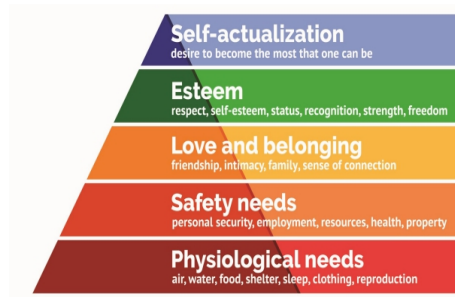 Self-actualization
desire to become the most that one can be
Esteem
respect, self-esteem, status, recognition, strength, freedom
Love and belonging
friendship, intimacy, family, sense of connection
Safety needs
personal security, employment, resources, health, property
Physiological needs
air, water, food, shelter, sleep, clothing, reproduction